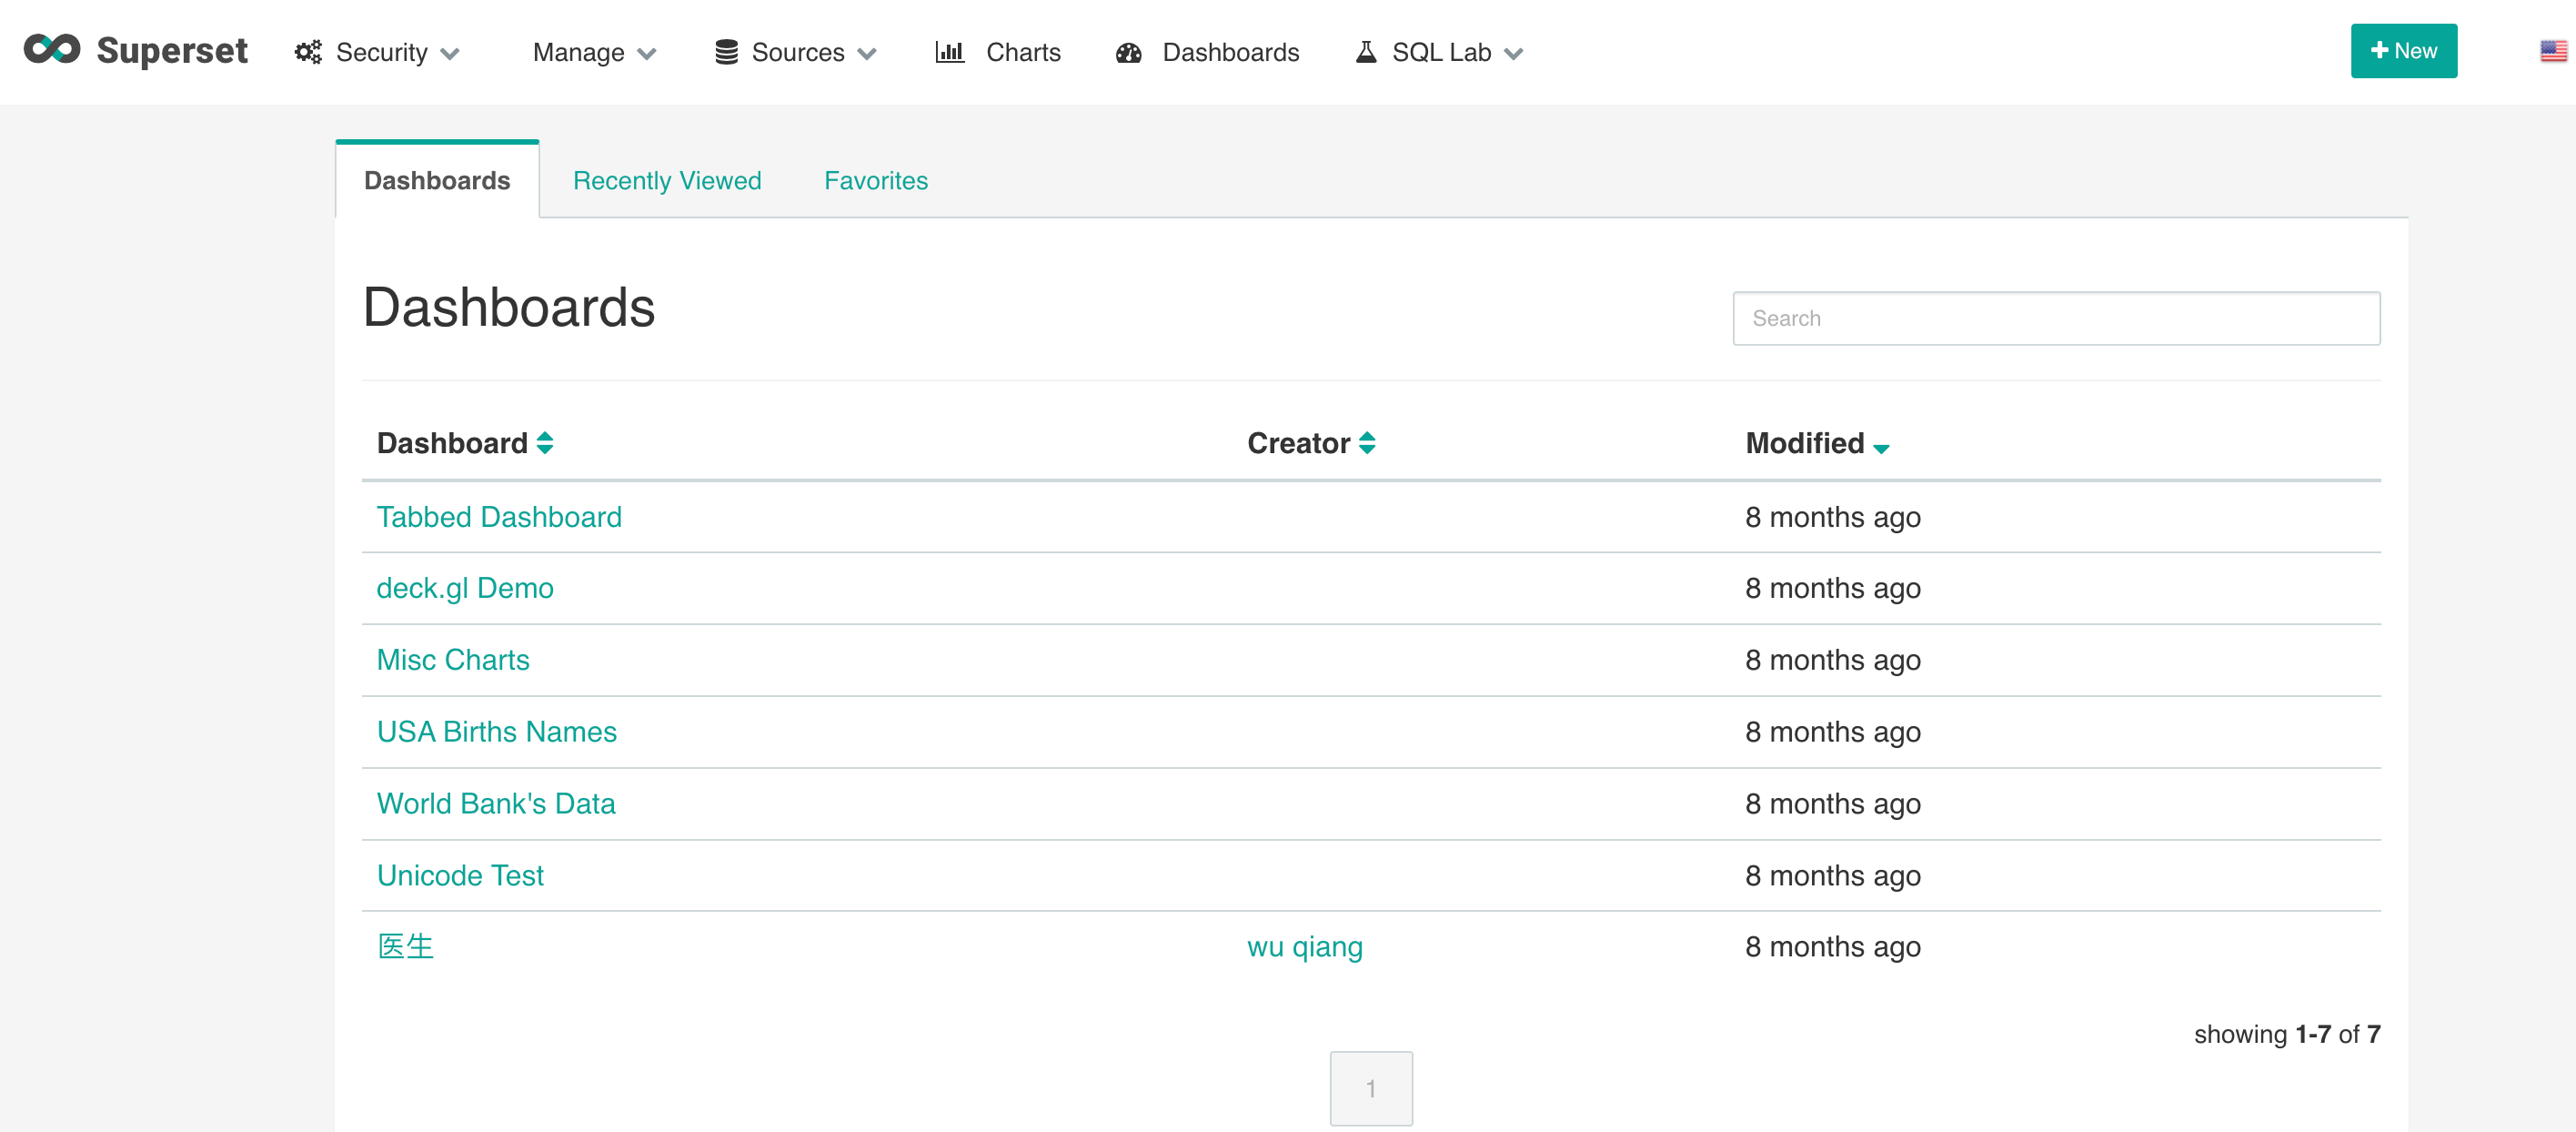 Superset Security Manage Sources Charts Dashboards SQL Lab + New
Dashboards Recently Viewed Favorites
Dashboards
Search
Dashboard Creator Modified
Tabbed Dashboard 8 months ago
deck.gl Demo 8 months ago
Misc Charts 8 months ago
USA Births Names 8 months ago
World Bank's Data 8 months ago
Unicode Test 8 months ago
医生 wu qiang 8 months ago
showing 1-7 of 7
1